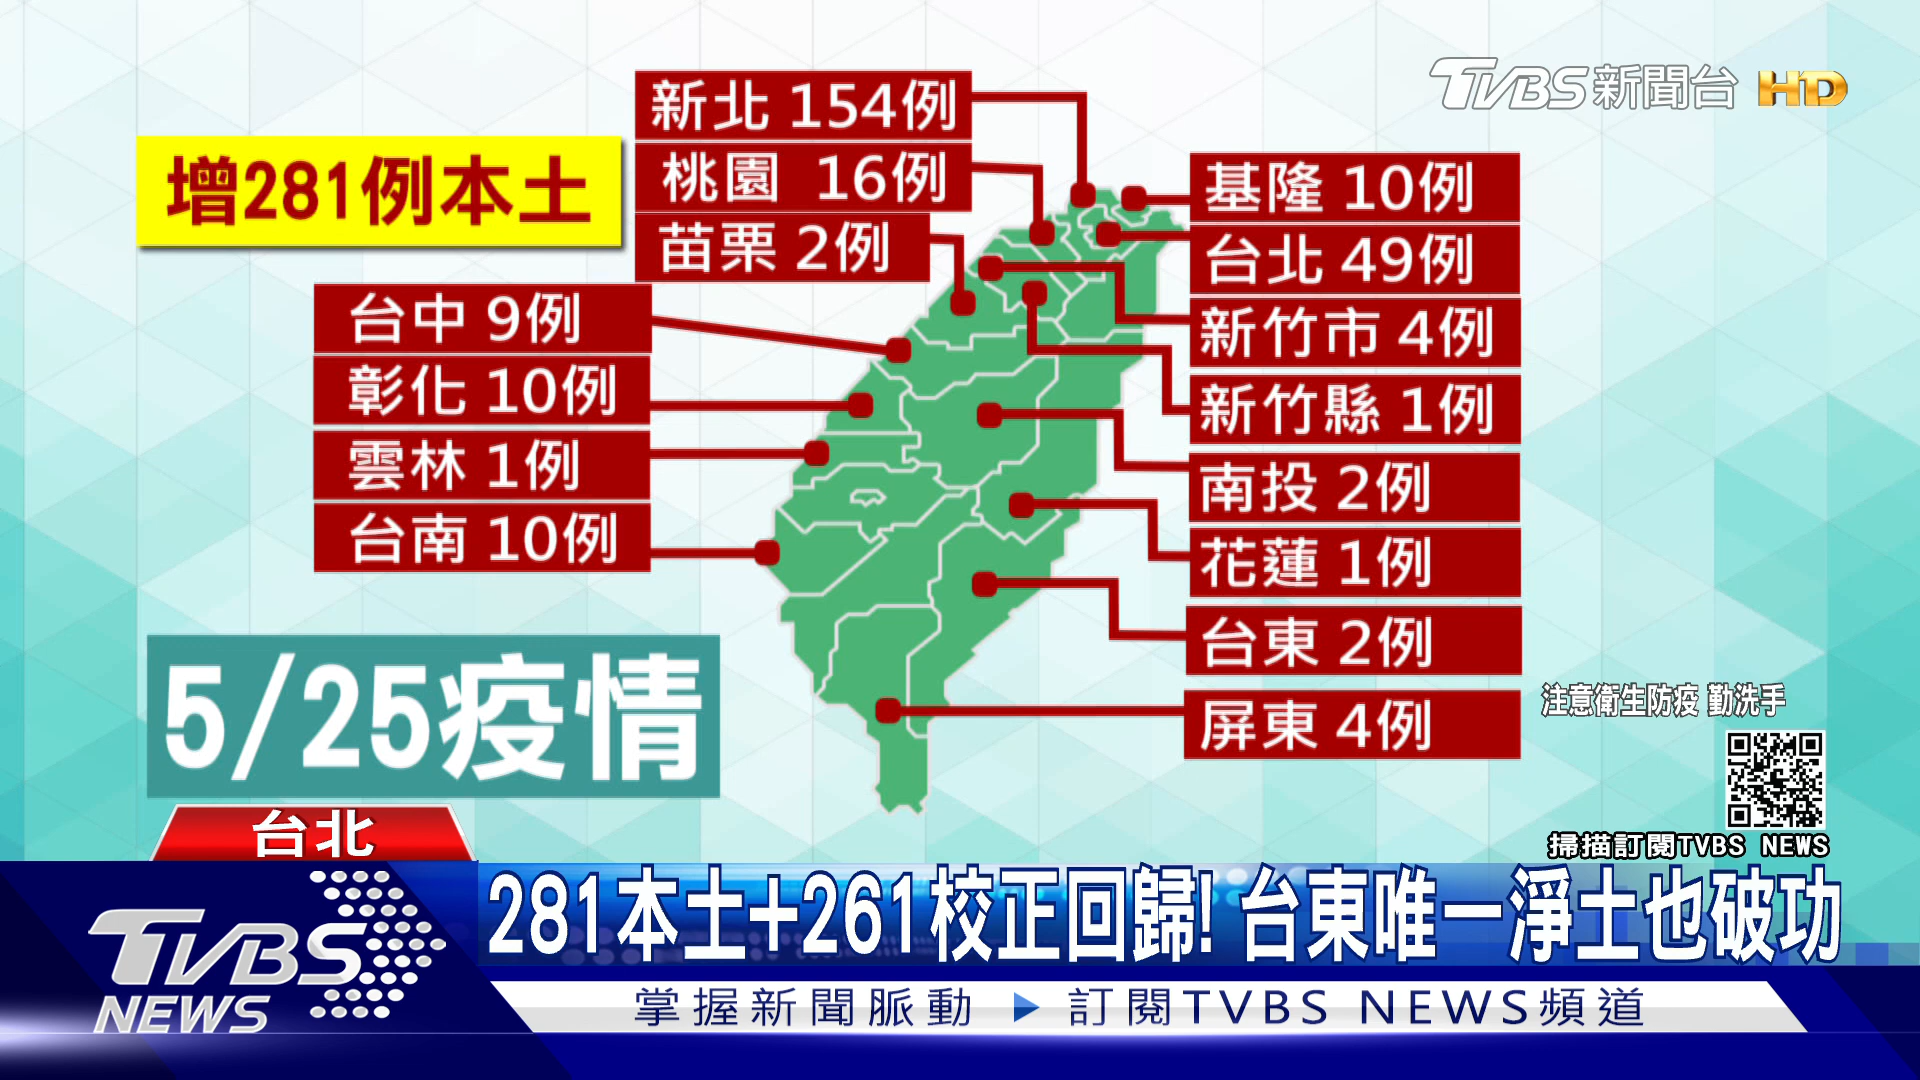 TVBS新聞台 HD
增281例本土
新北 154例
桃園 16例
苗栗 2例
台中 9例
彰化 10例
雲林 1例
台南 10例
基隆 10例
台北 49例
新竹市 4例
新竹縣 1例
南投 2例
花蓮 1例
台東 2例
屏東 4例
5/25疫情
注意衛生防疫 勤洗手
掃描訂閱TVBS NEWS
台北
281本土+261校正回歸! 台東唯一淨土也破功
TVBS
NEWS
掌握新聞脈動 ▶ 訂閱TVBS NEWS頻道